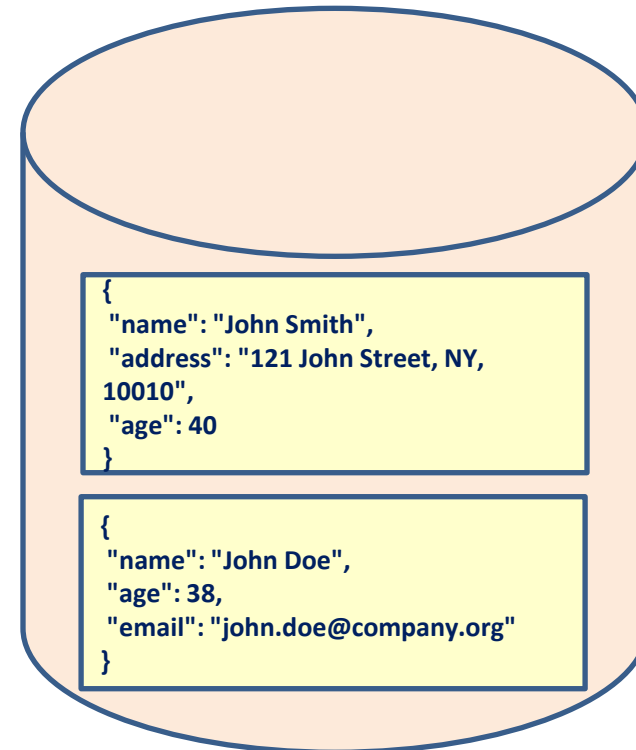 {
"name": "John Smith",
"address": "121 John Street, NY,
10010",
"age": 40
}
{
"name": "John Doe",
"age": 38,
"email": "john.doe@company.org"
}